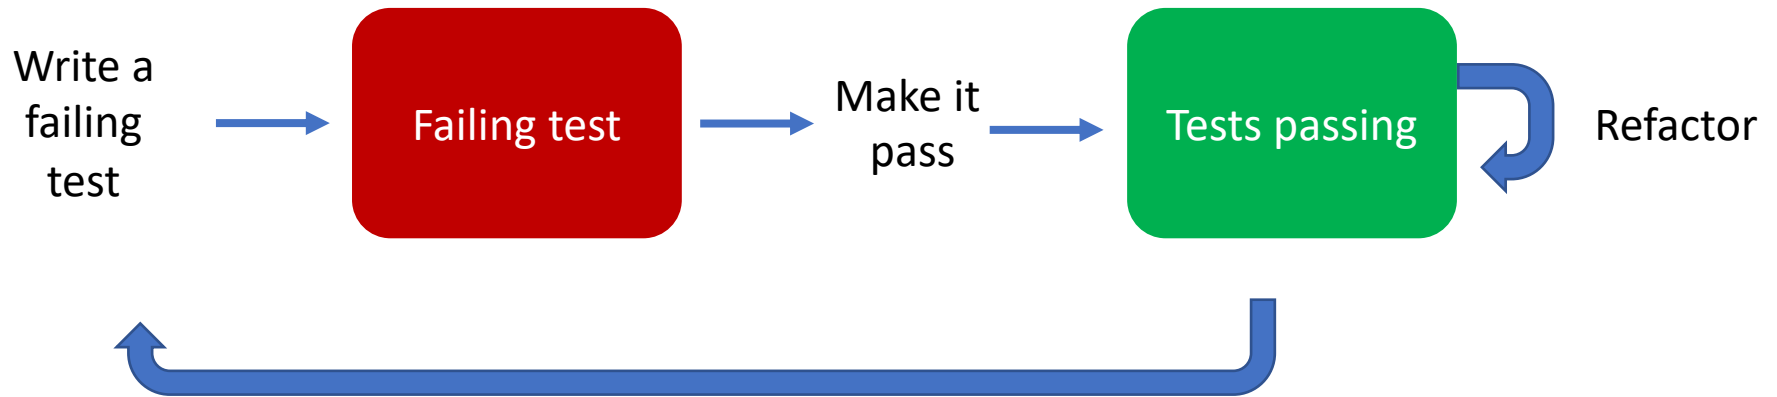 Write a
failing
test
Failing test
Make it
pass
Tests passing
Refactor